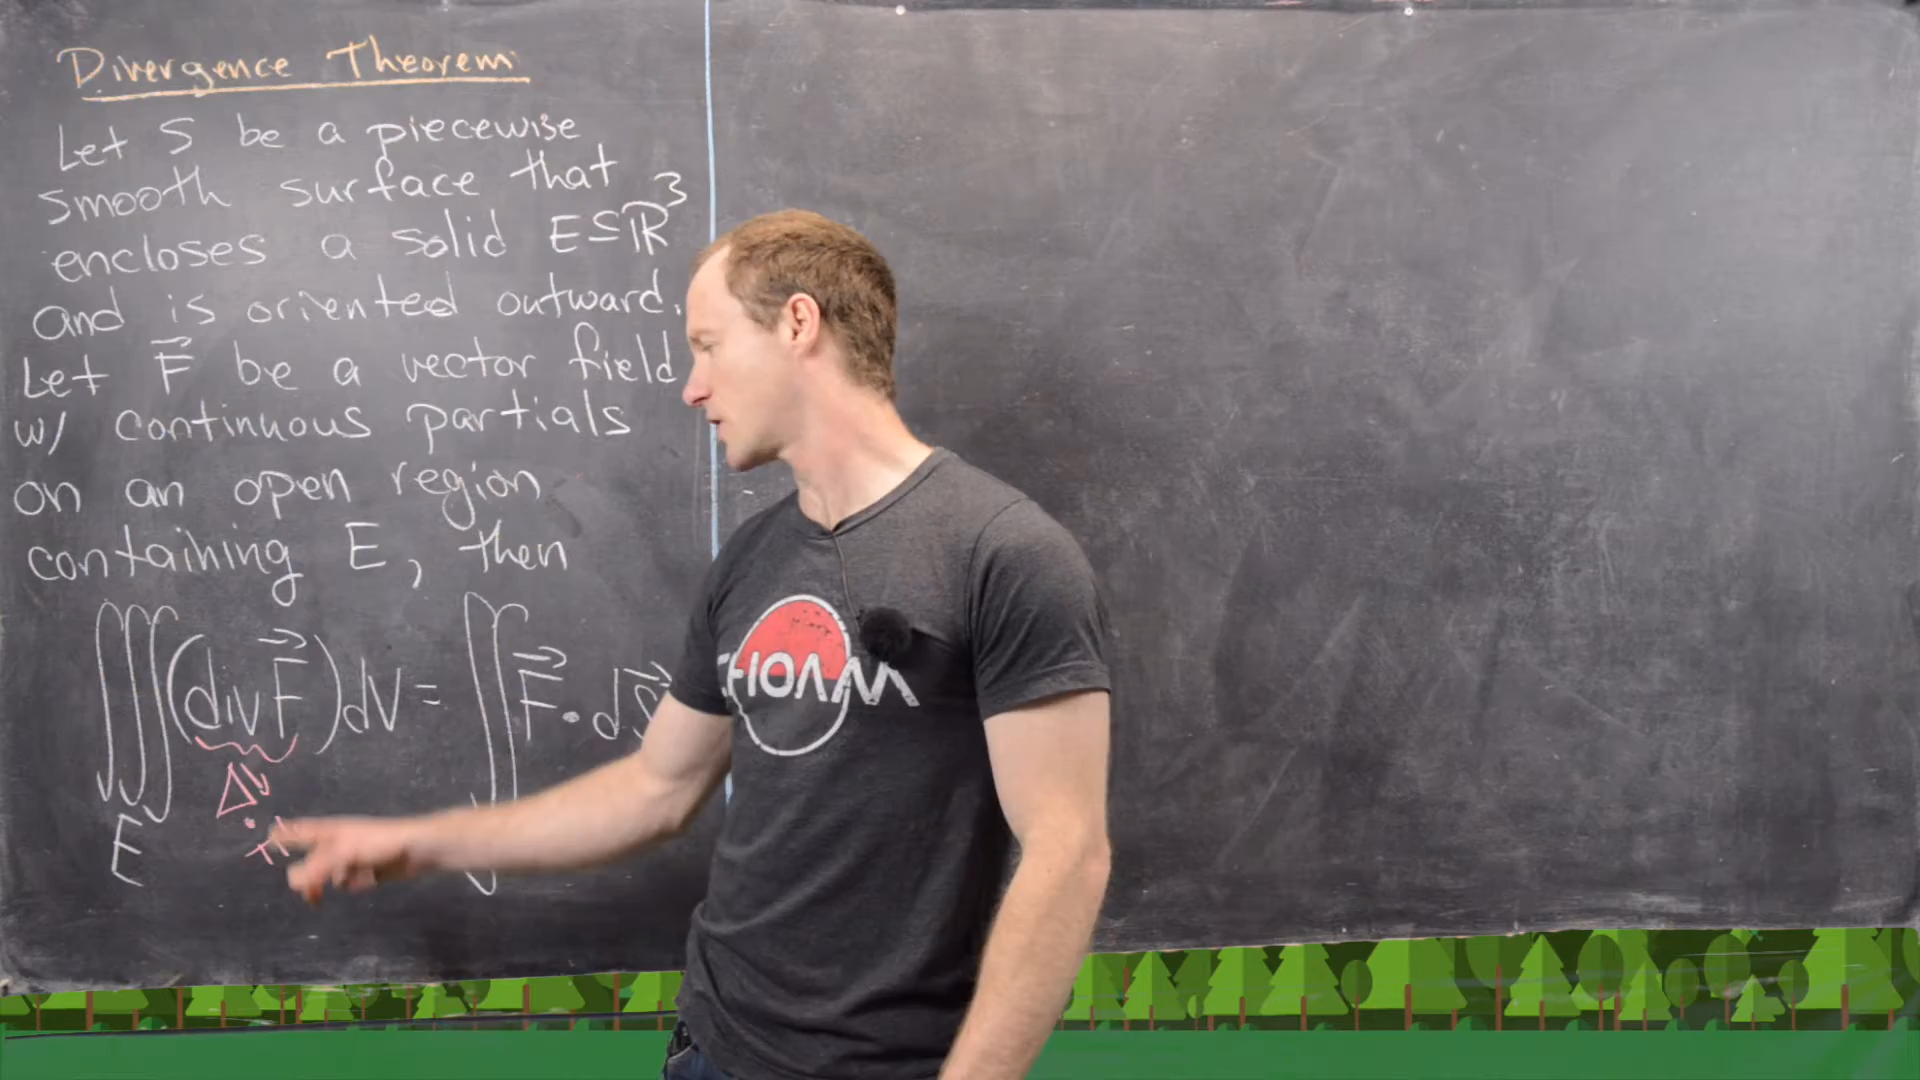 Divergence Theorem
Let S be a piecewise
smooth surface that
encloses a solid E⊆ℝ³
and is oriented outward.
Let F⃗ be a vector field
w/ continuous partials
on an open region
containing E, then
∭(div F⃗)dV = ∫F⃗·dS⃗
E